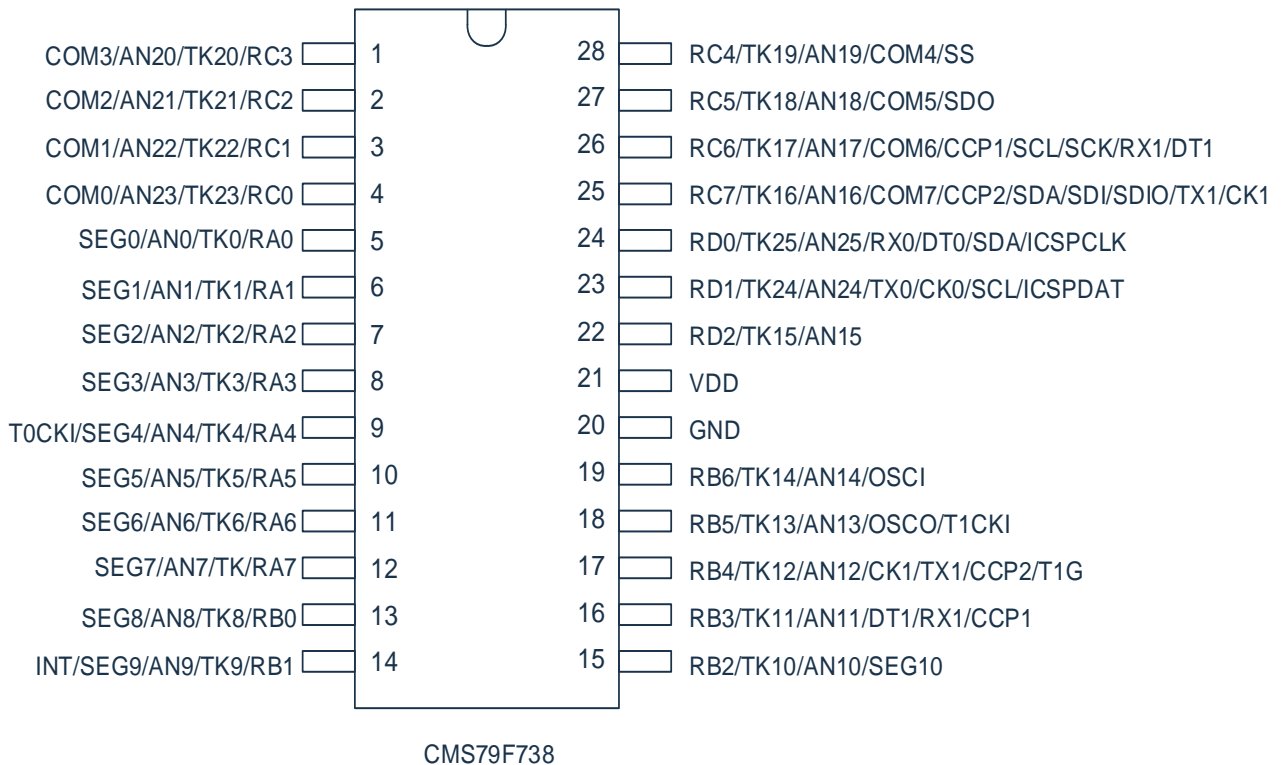 COM3/AN20/TK20/RC3 1 28 RC4/TK19/AN19/COM4/SS
COM2/AN21/TK21/RC2 2 27 RC5/TK18/AN18/COM5/SDO
COM1/AN22/TK22/RC1 3 26 RC6/TK17/AN17/COM6/CCP1/SCL/SCK/RX1/DT1
COM0/AN23/TK23/RC0 4 25 RC7/TK16/AN16/COM7/CCP2/SDA/SDI/SDIO/TX1/CK1
SEG0/AN0/TK0/RA0 5 24 RD0/TK25/AN25/RX0/DT0/SDA/ICSPCLK
SEG1/AN1/TK1/RA1 6 23 RD1/TK24/AN24/TX0/CK0/SCL/ICSPDAT
SEG2/AN2/TK2/RA2 7 22 RD2/TK15/AN15
SEG3/AN3/TK3/RA3 8 21 VDD
T0CKI/SEG4/AN4/TK4/RA4 9 20 GND
SEG5/AN5/TK5/RA5 10 19 RB6/TK14/AN14/OSCI
SEG6/AN6/TK6/RA6 11 18 RB5/TK13/AN13/OSCO/T1CKI
SEG7/AN7/TK/RA7 12 17 RB4/TK12/AN12/CK1/TX1/CCP2/T1G
SEG8/AN8/TK8/RB0 13 16 RB3/TK11/AN11/DT1/RX1/CCP1
INT/SEG9/AN9/TK9/RB1 14 15 RB2/TK10/AN10/SEG10
CMS79F738